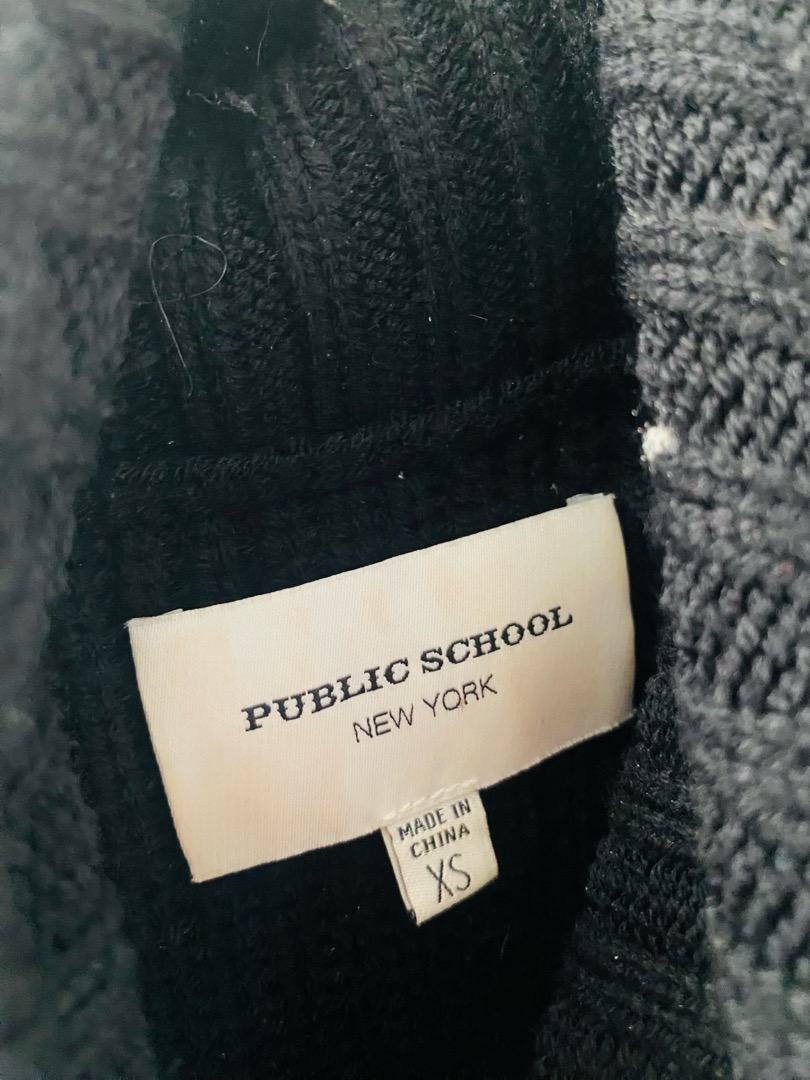 PUBLIC SCHOOL
NEW YORK
MADE IN
CHINA
XS